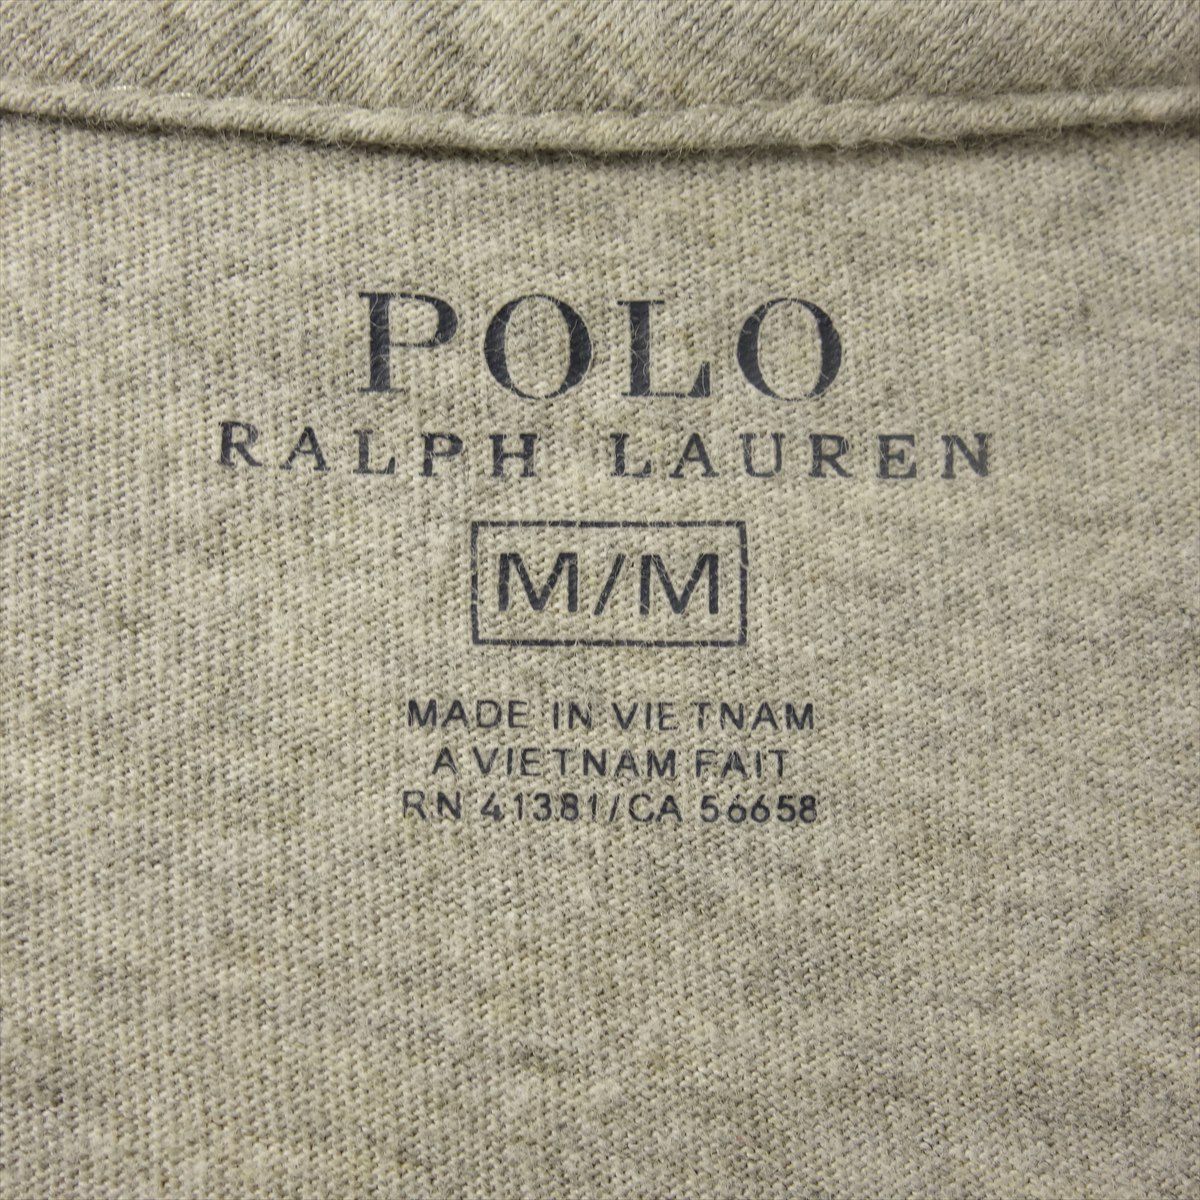 POLO
RALPH LAUREN
M/M
MADE IN VIETNAM
A VIETNAM FAIT
RN 41381/CA 56658